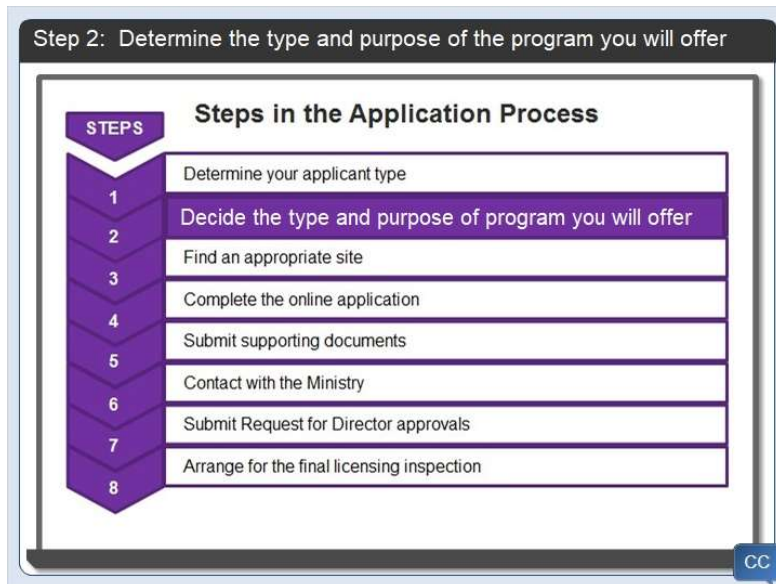 Step 2: Determine the type and purpose of the program you will offer
Steps in the Application Process
STEPS
1
Determine your applicant type
2
Decide the type and purpose of program you will offer
3
Find an appropriate site
4
Complete the online application
5
Submit supporting documents
6
Contact with the Ministry
7
Submit Request for Director approvals
8
Arrange for the final licensing inspection
CC